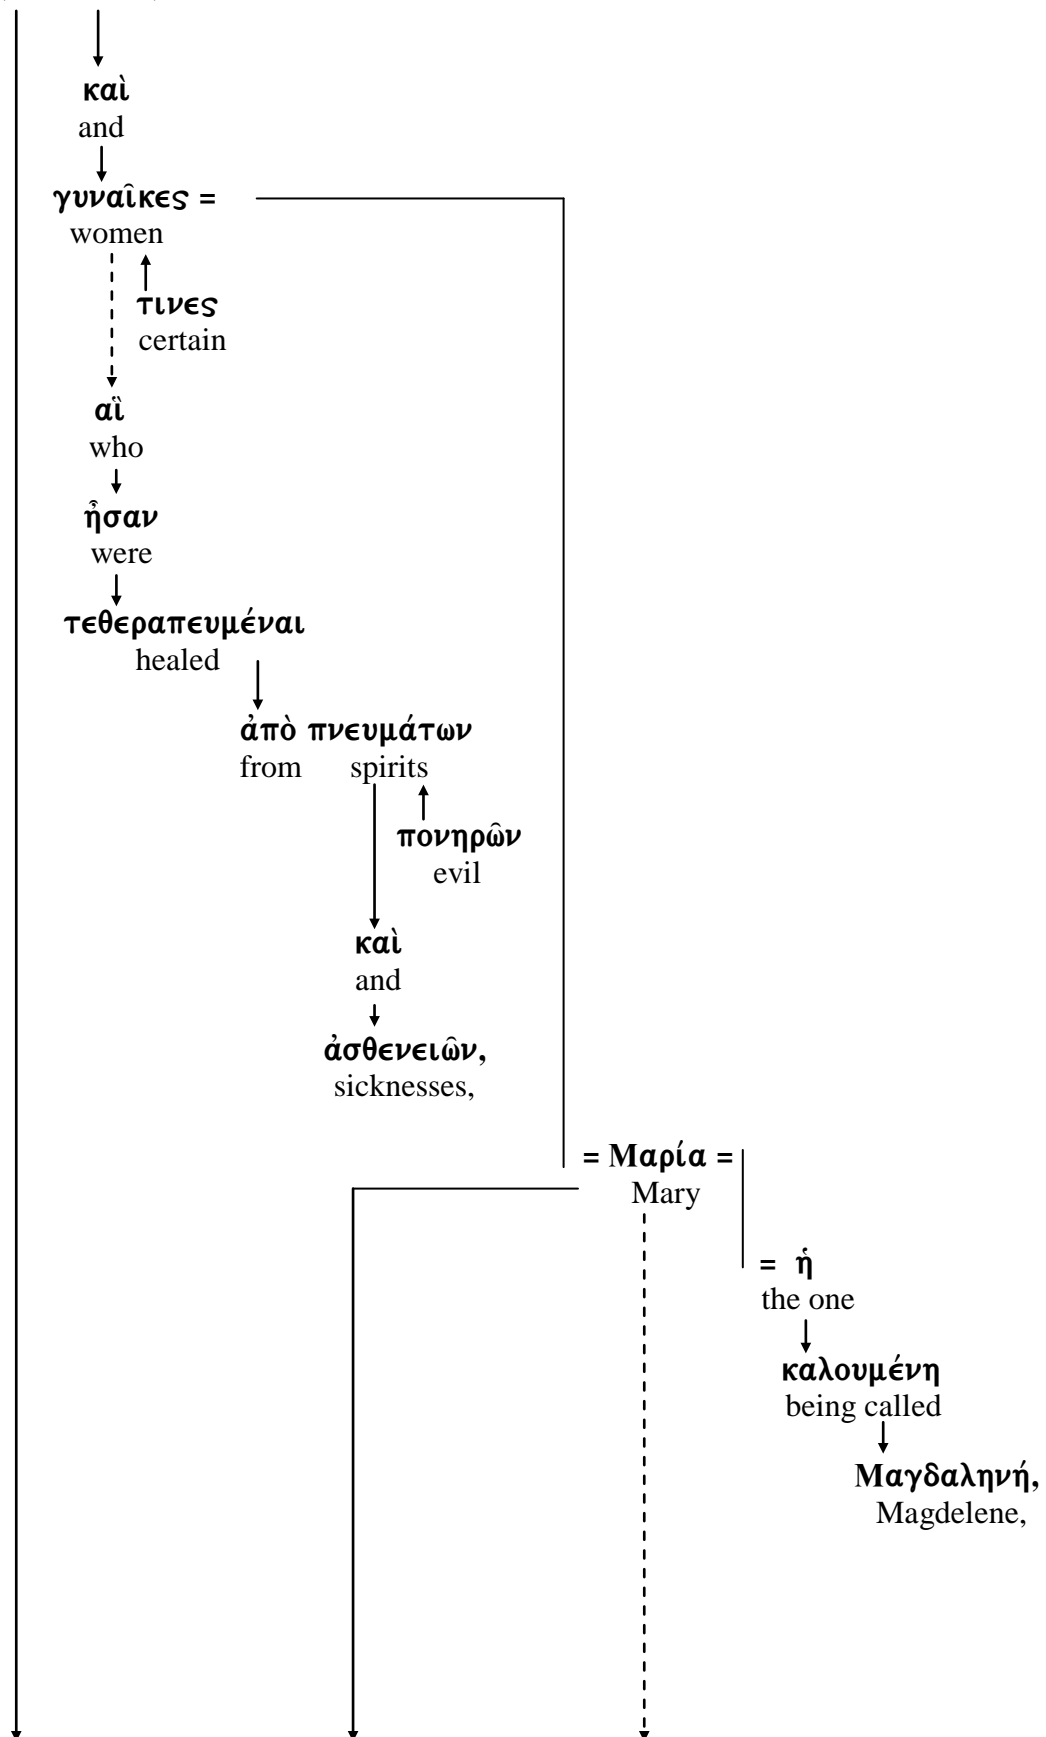 καὶ
and
γυναῖκες =
women
τινες
certain
αἳ
who
ἦσαν
were
τεθεραπευμέναι
healed
ἀπὸ πνευμάτων
from spirits
πονηρῶν
evil
καὶ
and
ἀσθενειῶν,
sicknesses,
= Μαρία =
Mary
= ἡ
the one
καλουμένη
being called
Μαγδαληνή,
Magdelene,